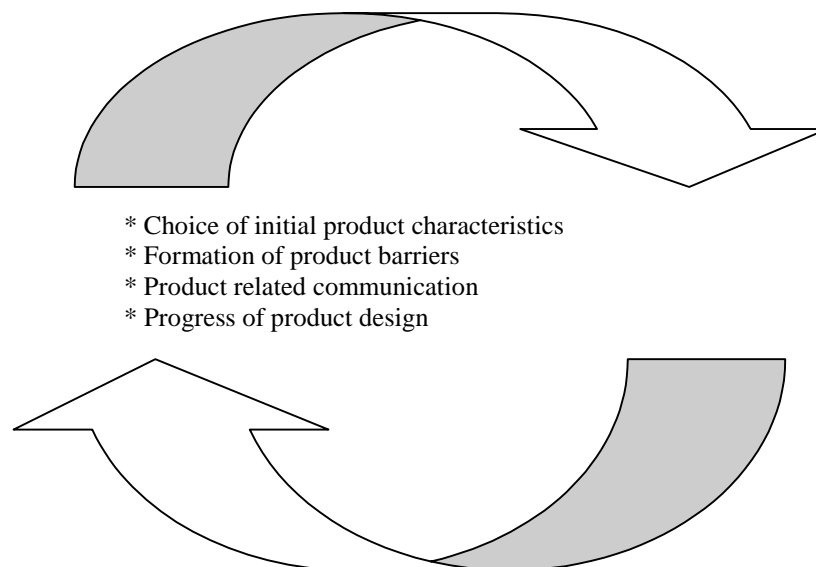 * Choice of initial product characteristics
* Formation of product barriers
* Product related communication
* Progress of product design